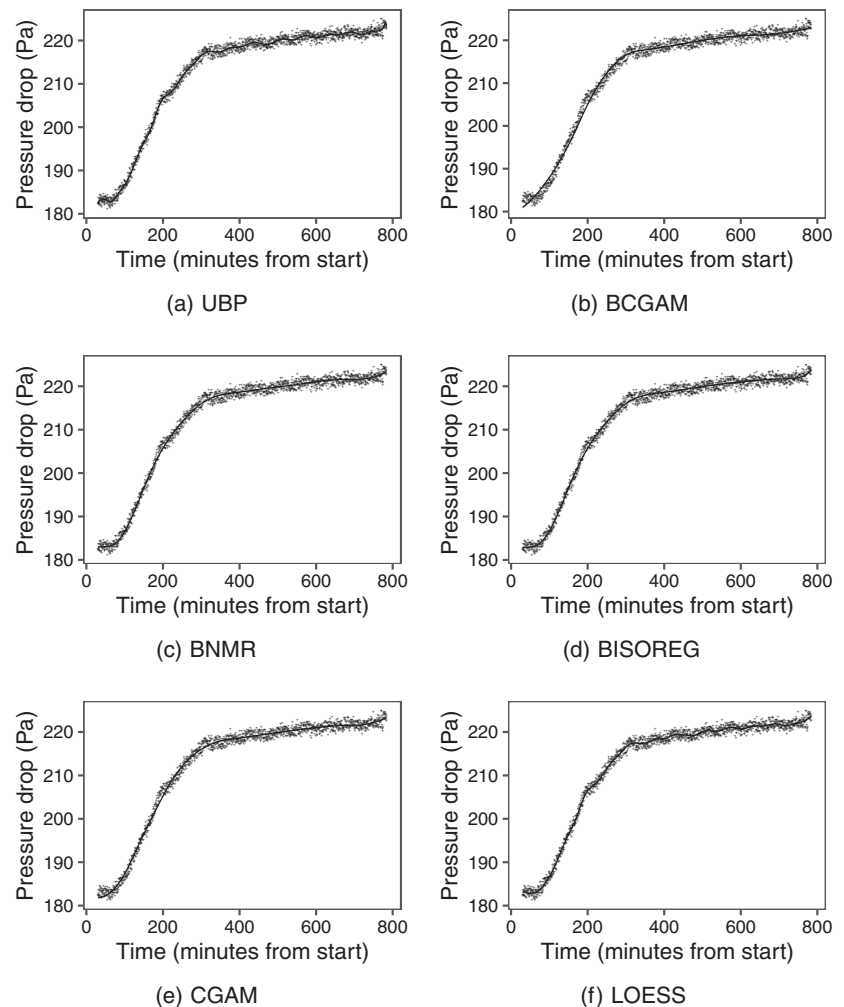 Pressure drop (Pa)
220
210
200
190
180
0 200 400 600 800
Time (minutes from start)
(a) UBP
Pressure drop (Pa)
220
210
200
190
180
0 200 400 600 800
Time (minutes from start)
(b) BCGAM
Pressure drop (Pa)
220
210
200
190
180
0 200 400 600 800
Time (minutes from start)
(c) BNMR
Pressure drop (Pa)
220
210
200
190
180
0 200 400 600 800
Time (minutes from start)
(d) BISOREG
Pressure drop (Pa)
220
210
200
190
180
0 200 400 600 800
Time (minutes from start)
(e) CGAM
Pressure drop (Pa)
220
210
200
190
180
0 200 400 600 800
Time (minutes from start)
(f) LOESS